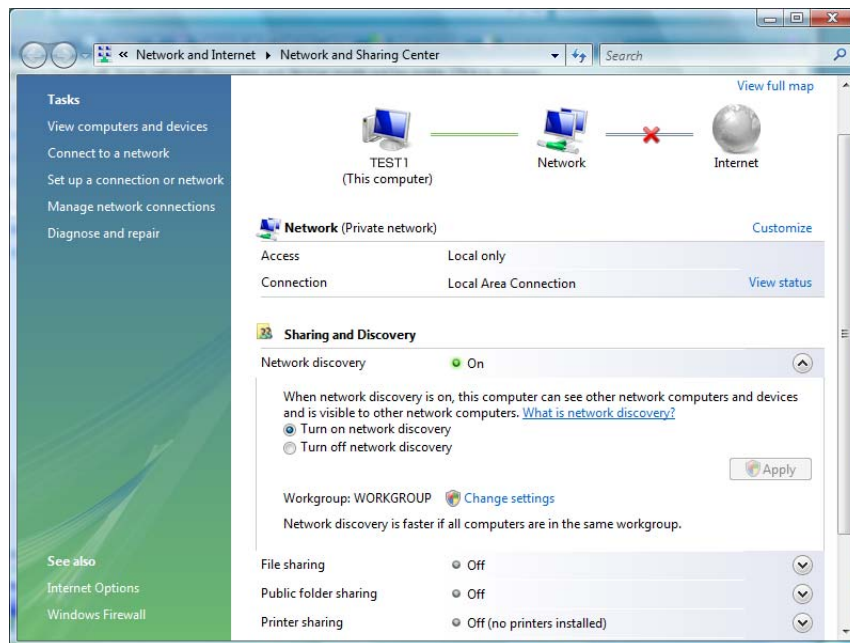 « Network and Internet ▸ Network and Sharing Center
Search
Tasks
View computers and devices
Connect to a network
Set up a connection or network
Manage network connections
Diagnose and repair
See also
Internet Options
Windows Firewall
View full map
TEST1
(This computer)
Network
Internet
Network (Private network)
Customize
Access Local only
Connection Local Area Connection View status
Sharing and Discovery
Network discovery On
When network discovery is on, this computer can see other network computers and devices
and is visible to other network computers. What is network discovery?
Turn on network discovery
Turn off network discovery
Apply
Workgroup: WORKGROUP Change settings
Network discovery is faster if all computers are in the same workgroup.
File sharing Off
Public folder sharing Off
Printer sharing Off (no printers installed)